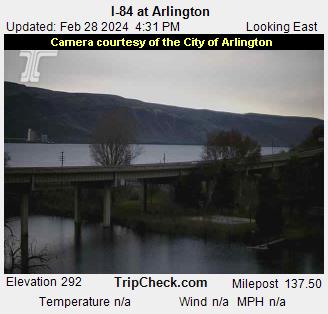 I-84 at Arlington
Updated: Feb 28 2024 4:31 PM Looking East
Camera courtesy of the City of Arlington
Elevation 292 TripCheck.com Milepost 137.50
Temperature n/a Wind n/a MPH n/a